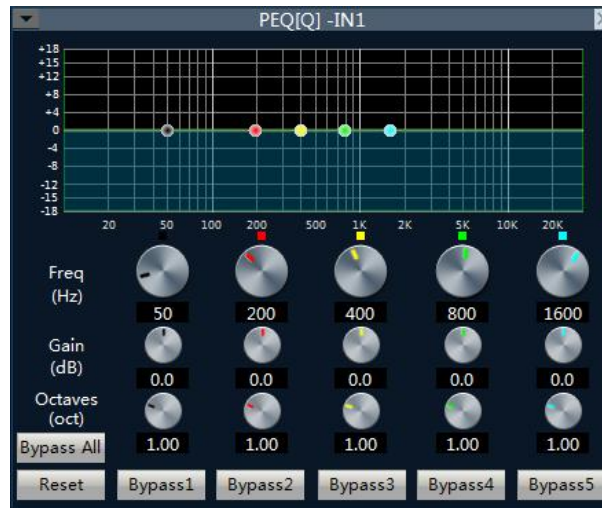 PEQ[Q] -IN1
+18
+15
+12
+8
+4
0
-4
-8
-12
-15
-18
20 50 100 200 500 1K 2K 5K 10K 20K
Freq
(Hz)
50 200 400 800 1600
Gain
(dB)
0.0 0.0 0.0 0.0 0.0
Octaves
(oct)
1.00 1.00 1.00 1.00 1.00
Bypass All
Reset Bypass1 Bypass2 Bypass3 Bypass4 Bypass5